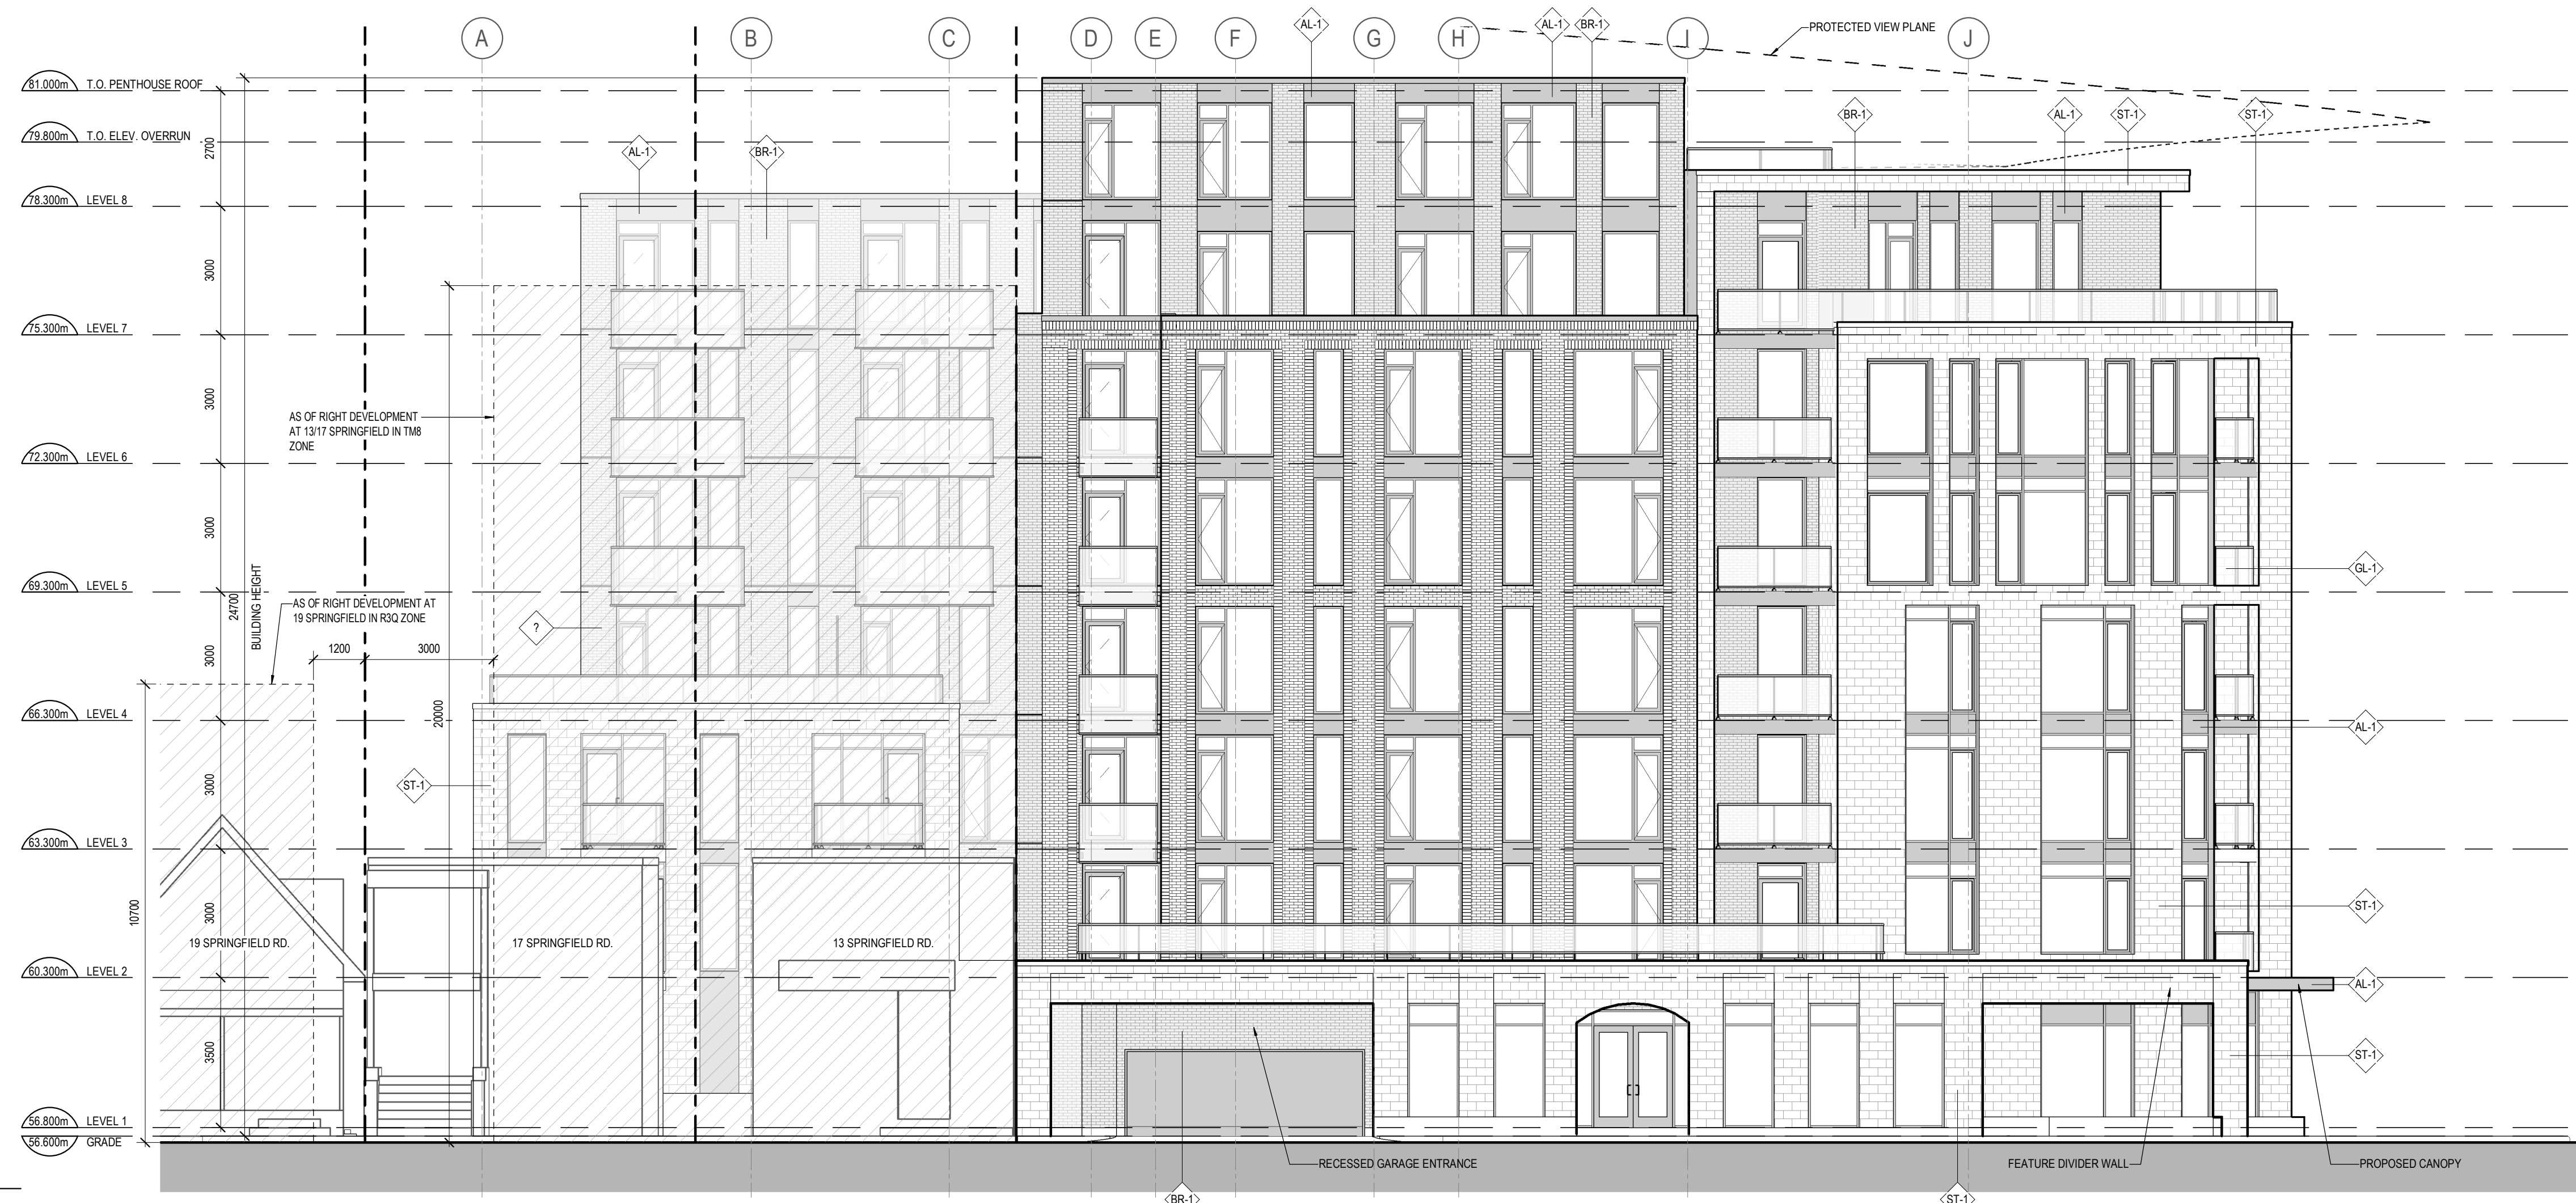 A
B
C
D
E
F
G
H
I
J
AL-1
AL-1
BR-1
PROTECTED VIEW PLANE
81.000m T.O. PENTHOUSE ROOF
79.800m T.O. ELEV. OVERRUN
2700
BR-1
AL-1
ST-1
ST-1
AL-1
BR-1
78.300m LEVEL 8
3000
75.300m LEVEL 7
3000
AS OF RIGHT DEVELOPMENT
AT 13/17 SPRINGFIELD IN TM8
ZONE
72.300m LEVEL 6
3000
69.300m LEVEL 5
GL-1
24700
BUILDING HEIGHT
AS OF RIGHT DEVELOPMENT AT
19 SPRINGFIELD IN R3Q ZONE
?
3000
1200
3000
66.300m LEVEL 4
20000
AL-1
3000
ST-1
63.300m LEVEL 3
10700
3000
ST-1
19 SPRINGFIELD RD.
17 SPRINGFIELD RD.
13 SPRINGFIELD RD.
60.300m LEVEL 2
AL-1
3500
ST-1
56.800m LEVEL 1
56.600m GRADE
RECESSED GARAGE ENTRANCE
FEATURE DIVIDER WALL
PROPOSED CANOPY
BR-1
ST-1